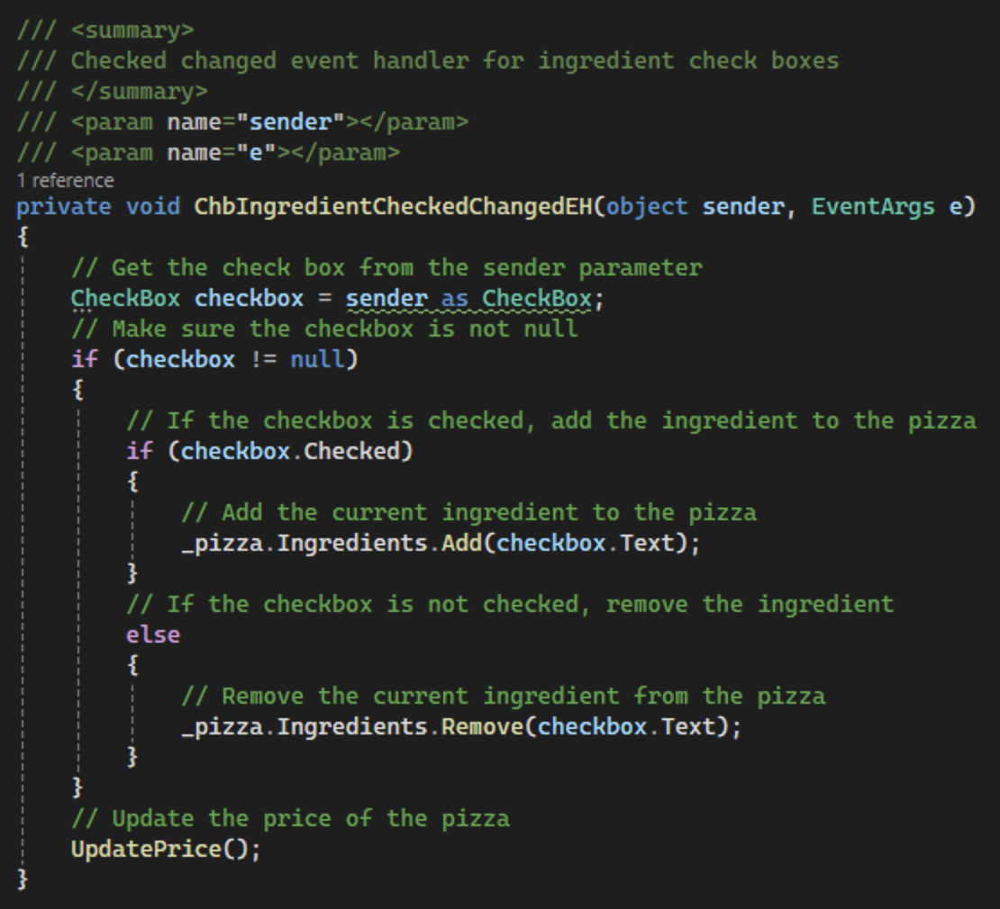 /// <summary>
/// Checked changed event handler for ingredient check boxes
/// </summary>
/// <param name="sender"></param>
/// <param name="e"></param>
1 reference
private void ChbIngredientCheckedChangedEH(object sender, EventArgs e)
{
    // Get the check box from the sender parameter
    CheckBox checkbox = sender as CheckBox;
    // Make sure the checkbox is not null
    if (checkbox != null)
    {
        // If the checkbox is checked, add the ingredient to the pizza
        if (checkbox.Checked)
        {
            // Add the current ingredient to the pizza
            _pizza.Ingredients.Add(checkbox.Text);
        }
        // If the checkbox is not checked, remove the ingredient
        else
        {
            // Remove the current ingredient from the pizza
            _pizza.Ingredients.Remove(checkbox.Text);
        }
    }
    // Update the price of the pizza
    UpdatePrice();
}